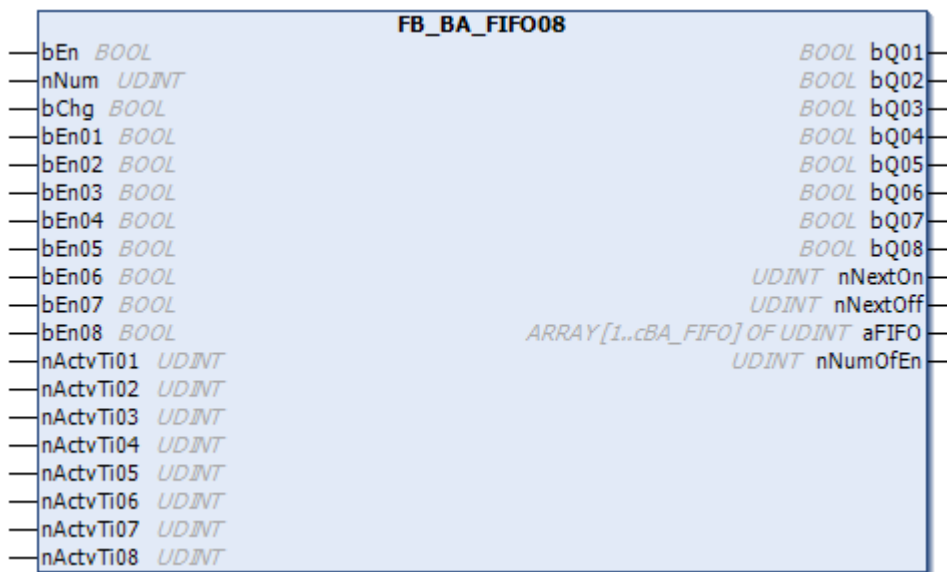 FB_BA_FIFO08
bEn BOOL BOOL bQ01
nNum UDINT BOOL bQ02
bChg BOOL BOOL bQ03
bEn01 BOOL BOOL bQ04
bEn02 BOOL BOOL bQ05
bEn03 BOOL BOOL bQ06
bEn04 BOOL BOOL bQ07
bEn05 BOOL BOOL bQ08
bEn06 BOOL UDINT nNextOn
bEn07 BOOL UDINT nNextOff
bEn08 BOOL ARRAY [1..cBA_FIFO] OF UDINT aFIFO
nActvTi01 UDINT UDINT nNumOfEn
nActvTi02 UDINT
nActvTi03 UDINT
nActvTi04 UDINT
nActvTi05 UDINT
nActvTi06 UDINT
nActvTi07 UDINT
nActvTi08 UDINT